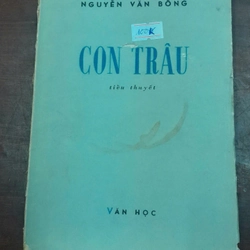 NGUYỄN VĂN BỔNG
CON TRÂU
tiểu thuyết
VĂN HỌC